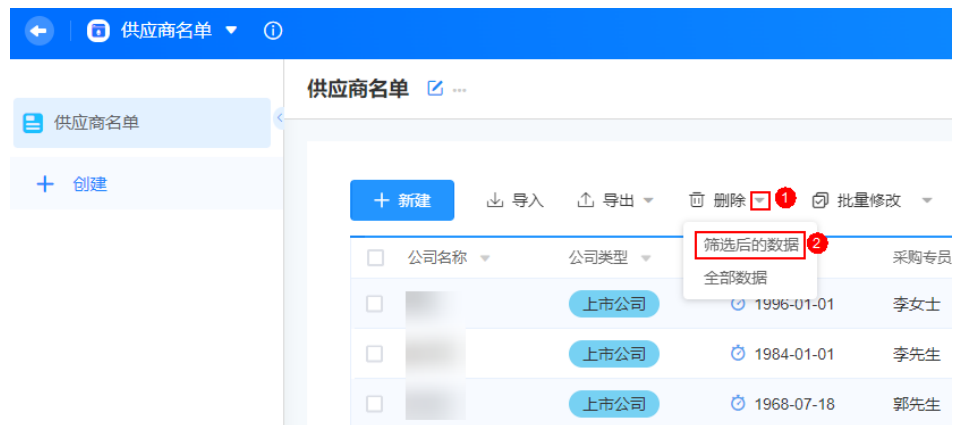 供应商名单
供应商名单
供应商名单
创建
新建 导入 导出 删除 1 批量修改
筛选后的数据 2
全部数据
公司名称 公司类型 采购专员
上市公司 1996-01-01 李女士
上市公司 1984-01-01 李先生
上市公司 1968-07-18 郭先生